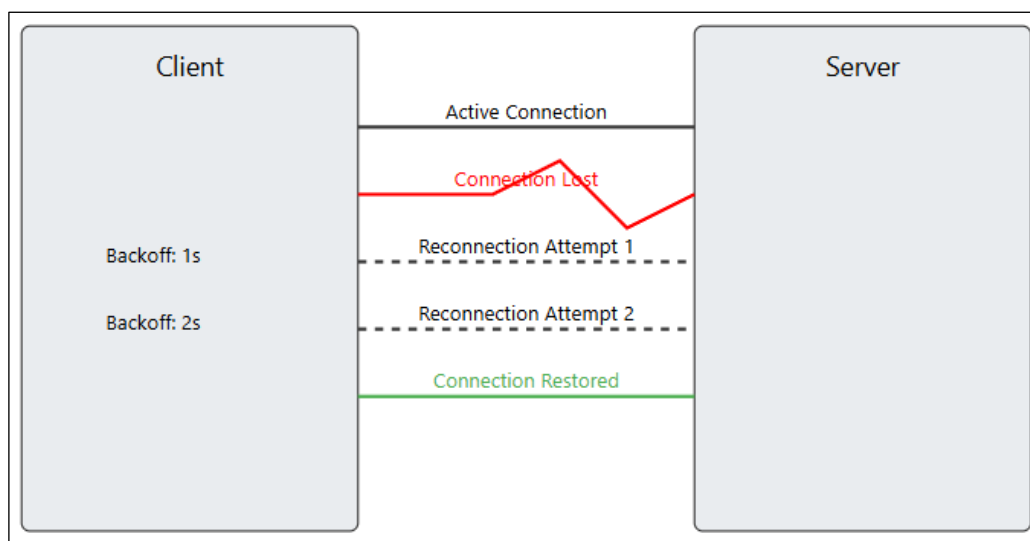 Client
Server
Active Connection
Connection Lost
Backoff: 1s
Reconnection Attempt 1
Backoff: 2s
Reconnection Attempt 2
Connection Restored